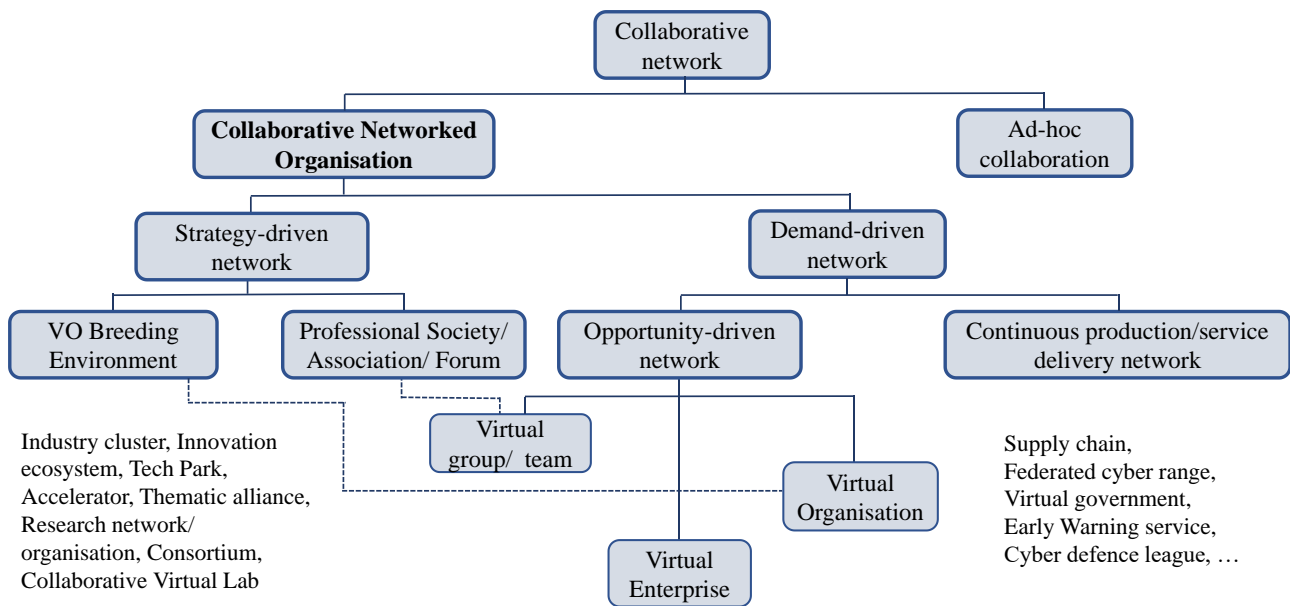 Collaborative
network
Collaborative Networked
Organisation
Ad-hoc
collaboration
Strategy-driven
network
Demand-driven
network
VO Breeding
Environment
Professional Society/
Association/ Forum
Opportunity-driven
network
Continuous production/service
delivery network
Virtual
group/ team
Virtual
Organisation
Virtual
Enterprise
Industry cluster, Innovation
ecosystem, Tech Park,
Accelerator, Thematic alliance,
Research network/
organisation, Consortium,
Collaborative Virtual Lab
Supply chain,
Federated cyber range,
Virtual government,
Early Warning service,
Cyber defence league, …